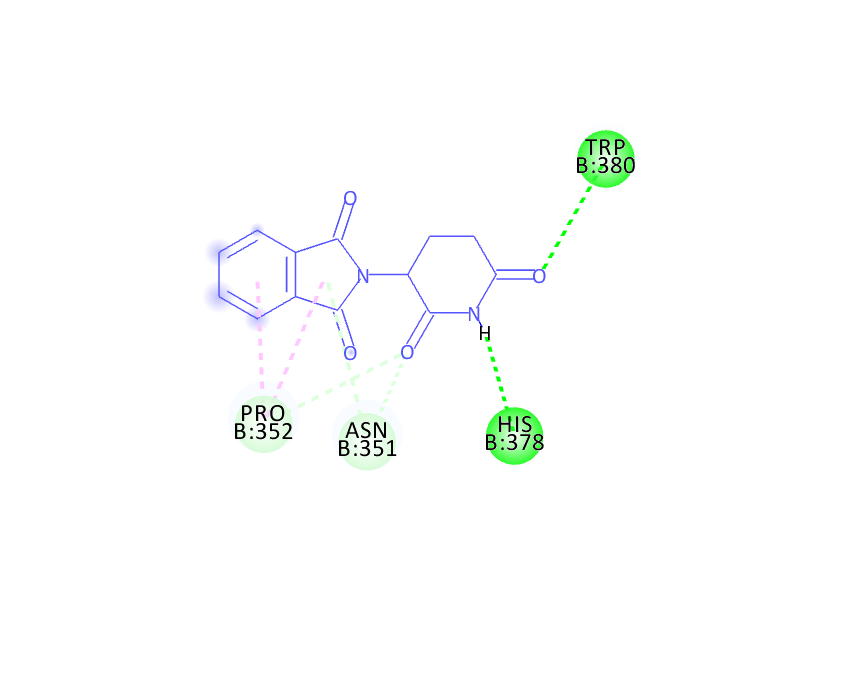 TRP
B:380
O
N
O
N
H
O
O
PRO
B:352
ASN
B:351
HIS
B:378